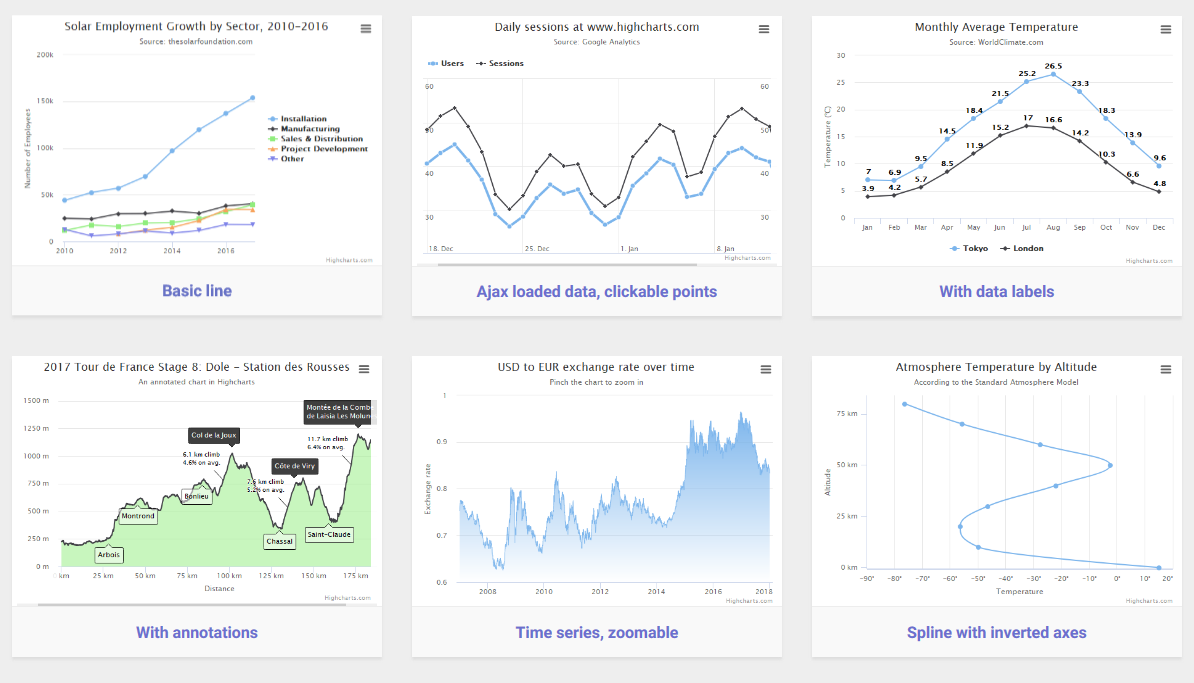 Solar Employment Growth by Sector, 2010-2016
Source: thesolarfoundation.com
200k
150k
100k
50k
0
Number of Employees
2010
2012
2014
2016
Installation
Manufacturing
Sales & Distribution
Project Development
Other
Highcharts.com
Basic line
Daily sessions at www.highcharts.com
Source: Google Analytics
Users
Sessions
60
50
40
30
60
50
40
30
18. Dec
25. Dec
1. Jan
8. Jan
Highcharts.com
Ajax loaded data, clickable points
Monthly Average Temperature
Source: WorldClimate.com
Temperature (°C)
30
25
20
15
10
5
0
7
6.9
9.5
14.5
18.4
21.5
25.2
26.5
23.3
18.3
13.9
9.6
3.9
4.2
5.7
8.5
11.9
15.2
17
16.6
14.2
10.3
6.6
4.8
Jan Feb Mar Apr May Jun Jul Aug Sep Oct Nov Dec
Tokyo
London
Highcharts.com
With data labels
2017 Tour de France Stage 8: Dole - Station des Rousses
An annotated chart in Highcharts
1500 m
1250 m
1000 m
750 m
500 m
250 m
0 m
Montée de la Combe
de Laisia Les Molun
Col de la Joux
11.7 km climb
6.4% on avg.
6.1 km climb
4.6% on avg.
Côte de Viry
7.6 km climb
5.2% on avg.
Bonlieu
Montrond
Saint-Claude
Chassal
Arbois
km
25 km
50 km
75 km
100 km
125 km
150 km
175 km
Distance
Highcharts.com
With annotations
USD to EUR exchange rate over time
Pinch the chart to zoom in
Exchange rate
1
0.9
0.8
0.7
0.6
2008
2010
2012
2014
2016
2018
Highcharts.com
Time series, zoomable
Atmosphere Temperature by Altitude
According to the Standard Atmosphere Model
Altitude
75 km
50 km
25 km
0 km
-90° -80° -70° -60° -50° -40° -30° -20° -10° 0° 10° 20°
Temperature
Highcharts.com
Spline with inverted axes